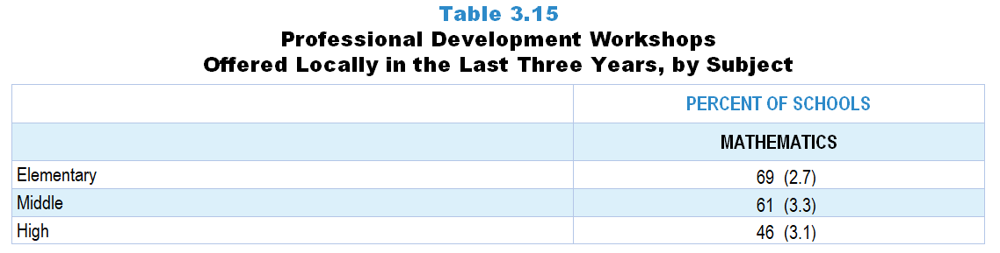 Table 3.15
Professional Development Workshops
Offered Locally in the Last Three Years, by Subject
PERCENT OF SCHOOLS
MATHEMATICS
Elementary 69 (2.7)
Middle 61 (3.3)
High 46 (3.1)